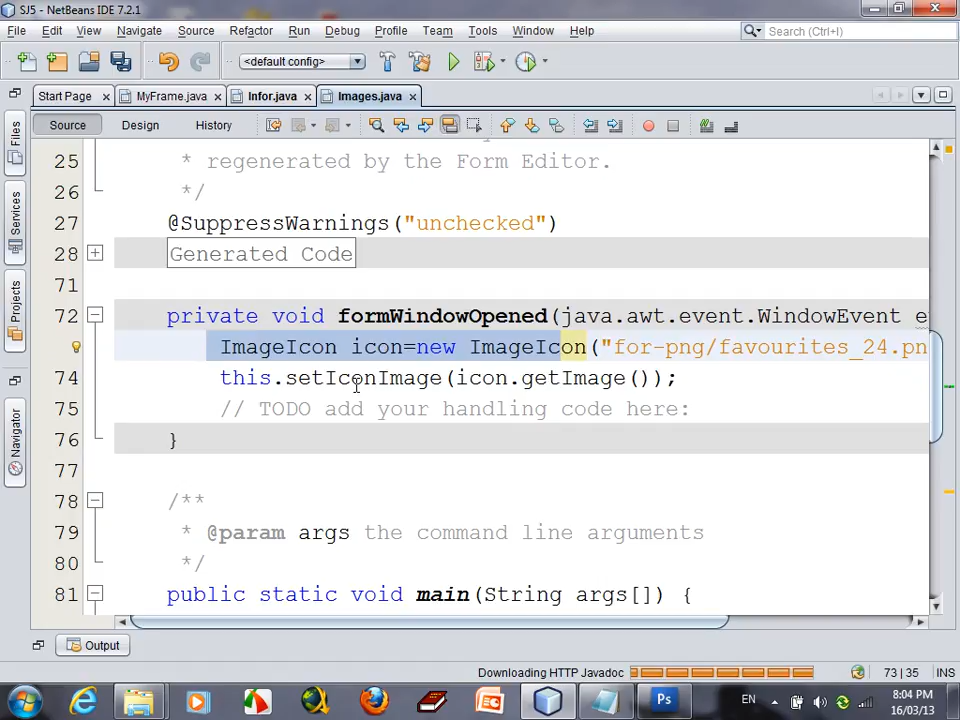 SJ5 - NetBeans IDE 7.2.1
File Edit View Navigate Source Refactor Run Debug Profile Team Tools Window Help
Search (Ctrl+I)
<default config>
Start Page MyFrame.java Infor.java Images.java
Source Design History
Files
Services
Projects
Navigator
25 * regenerated by the Form Editor.
26 */
27 @SuppressWarnings("unchecked")
28 Generated Code
71
72 private void formWindowOpened(java.awt.event.WindowEvent e
ImageIcon icon=new ImageIcon("for-png/favourites_24.pn
74 this.setIconImage(icon.getImage());
75 // TODO add your handling code here:
76 }
77
78 /**
79 * @param args the command line arguments
80 */
81 public static void main(String args[]) {
Output
Downloading HTTP Javadoc 73 | 35 INS
Ps EN 8:04 PM
16/03/13